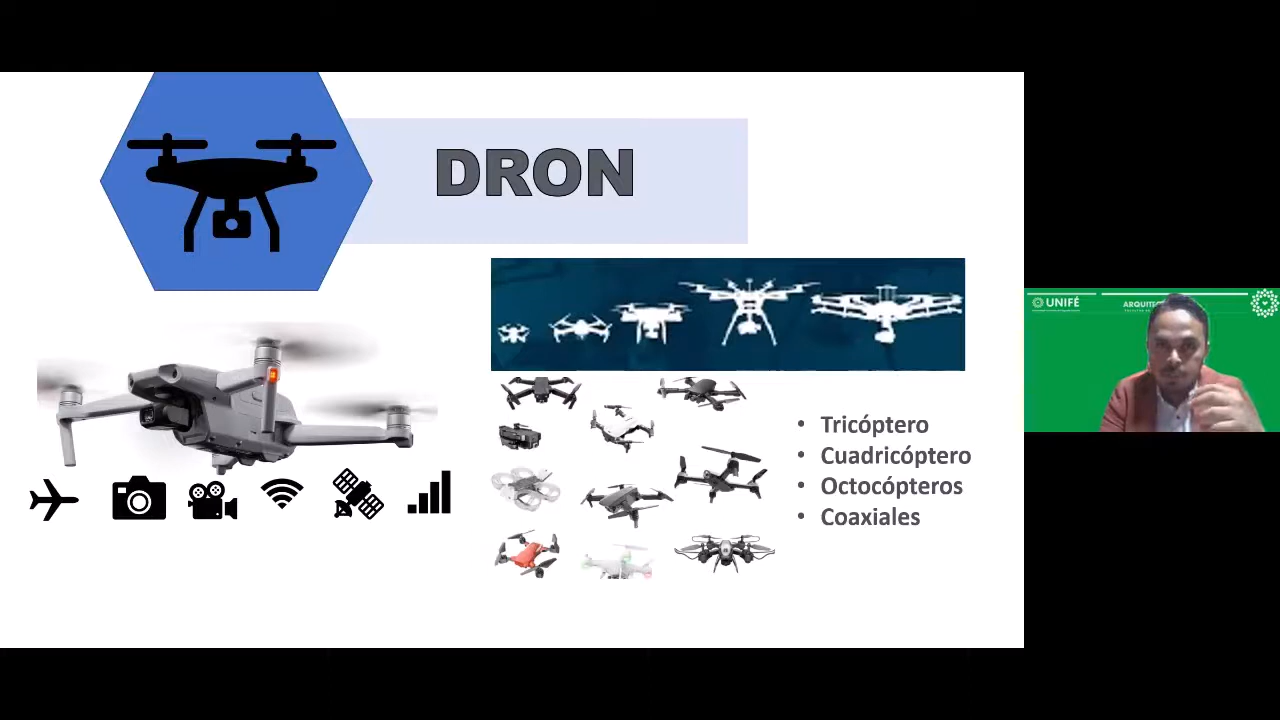 DRON
Tricóptero
Cuadricóptero
Octocópteros
Coaxiales
UNIFÉ